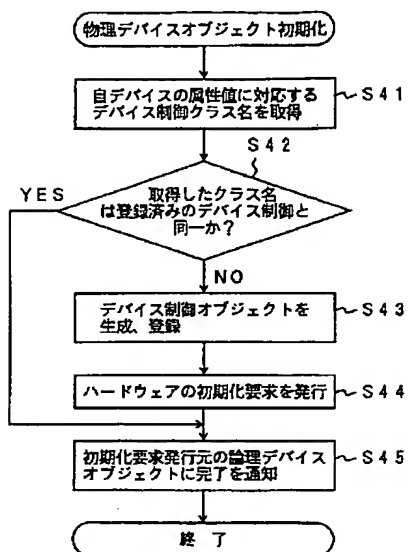 物理デバイスオブジェクト初期化
自デバイスの属性値に対応する
デバイス制御クラス名を取得
S41
S42
YES
取得したクラス名
は登録済みのデバイス制御と
同一か？
NO
デバイス制御オブジェクトを
生成、登録
S43
ハードウェアの初期化要求を発行
S44
初期化要求発行元の論理デバイス
オブジェクトに完了を通知
S45
終了